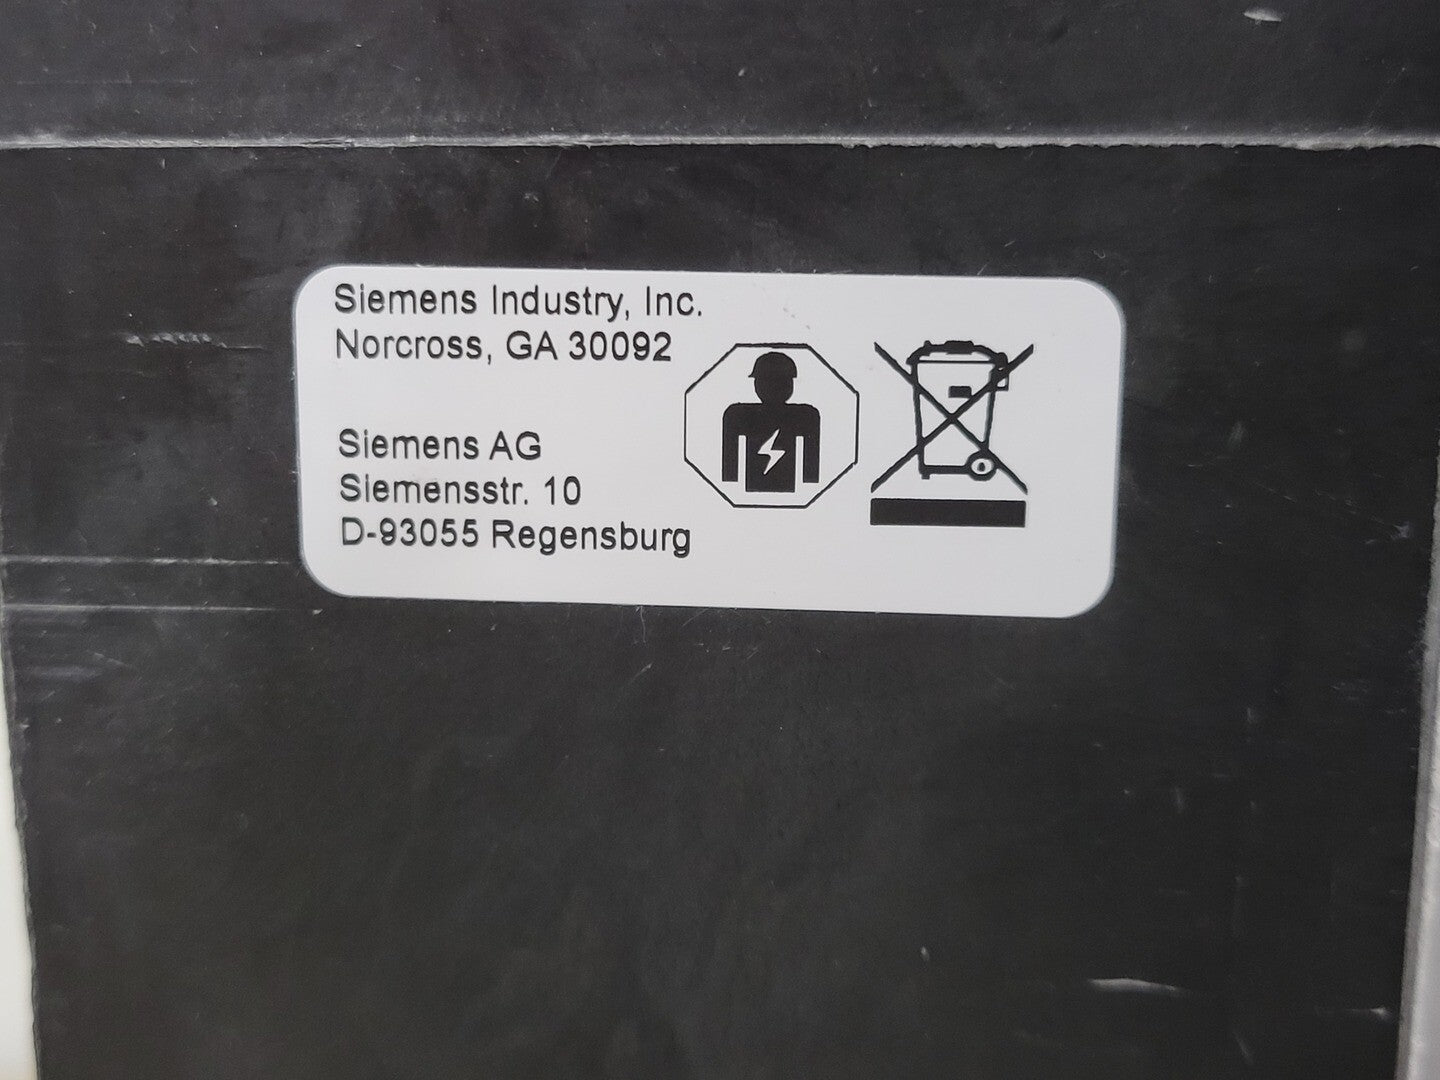 Siemens Industry, Inc.
Norcross, GA 30092
Siemens AG
Siemensstr. 10
D-93055 Regensburg